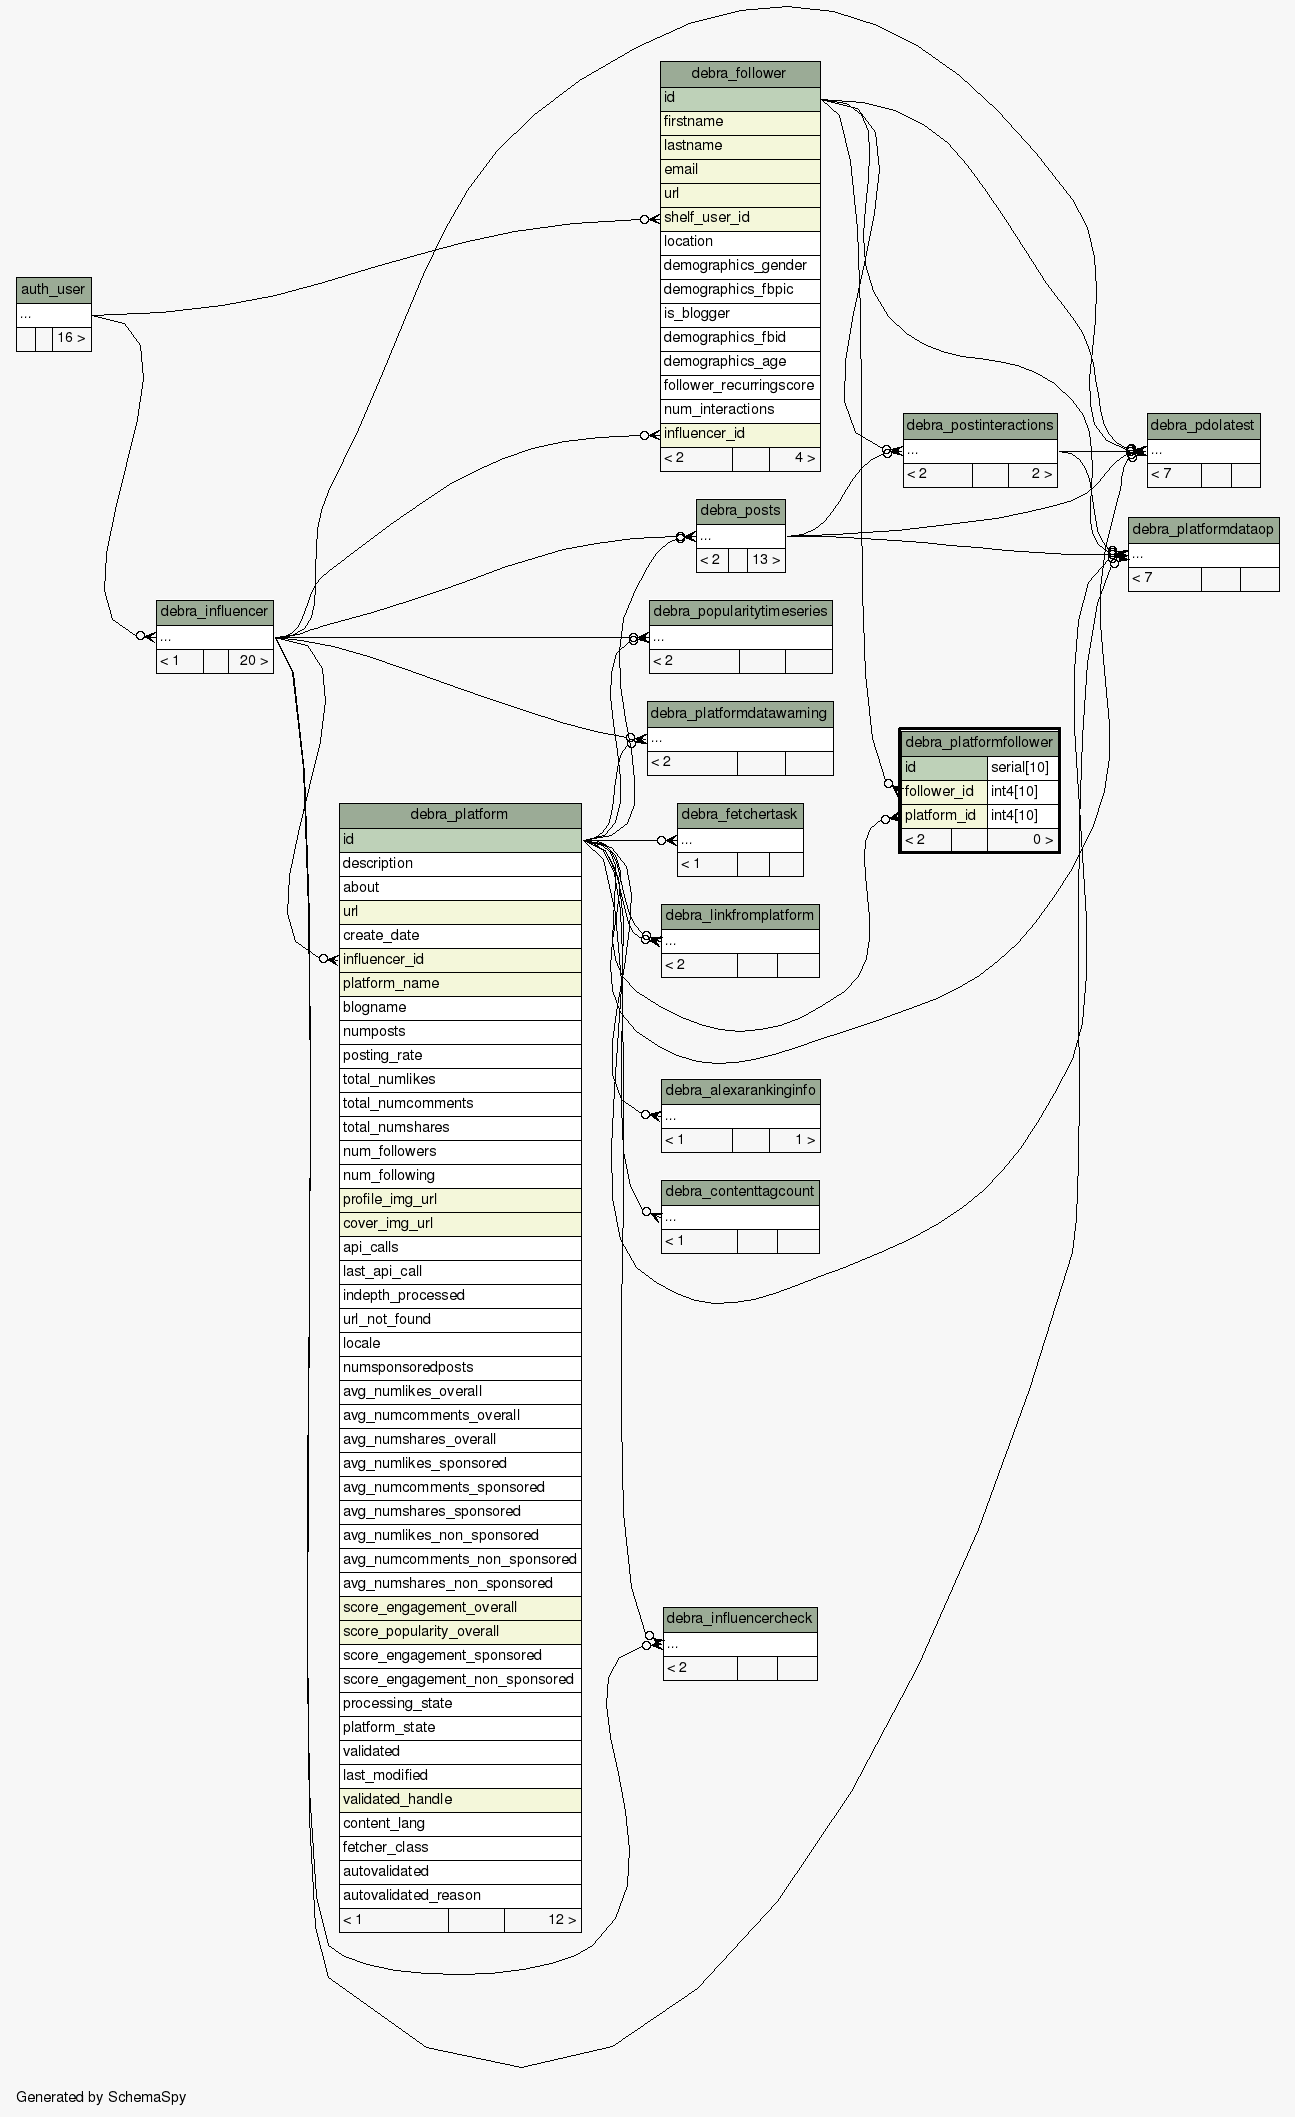 debra_follower
id
firstname
lastname
email
url
shelf_user_id
location
demographics_gender
demographics_fbpic
is_blogger
demographics_fbid
demographics_age
follower_recurringscore
num_interactions
influencer_id
< 2 4 >
auth_user
...
16 >
debra_postinteractions
...
< 2 2 >
debra_pdolatest
...
< 7
debra_posts
...
< 2 13 >
debra_platformdataop
...
< 7
debra_influencer
...
< 1 20 >
debra_popularitytimeseries
...
< 2
debra_platformdatawarning
...
< 2
debra_platformfollower
id serial[10]
follower_id int4[10]
platform_id int4[10]
< 2 0 >
debra_fetchertask
...
< 1
debra_linkfromplatform
...
< 2
debra_alexarankinginfo
...
< 1 1 >
debra_contenttagcount
...
< 1
debra_influencercheck
...
< 2
debra_platform
id
description
about
url
create_date
influencer_id
platform_name
blogname
numposts
posting_rate
total_numlikes
total_numcomments
total_numshares
num_followers
num_following
profile_img_url
cover_img_url
api_calls
last_api_call
indepth_processed
url_not_found
locale
numsponsoredposts
avg_numlikes_overall
avg_numcomments_overall
avg_numshares_overall
avg_numlikes_sponsored
avg_numcomments_sponsored
avg_numshares_sponsored
avg_numlikes_non_sponsored
avg_numcomments_non_sponsored
avg_numshares_non_sponsored
score_engagement_overall
score_popularity_overall
score_engagement_sponsored
score_engagement_non_sponsored
processing_state
platform_state
validated
last_modified
validated_handle
content_lang
fetcher_class
autovalidated
autovalidated_reason
< 1 12 >
Generated by SchemaSpy